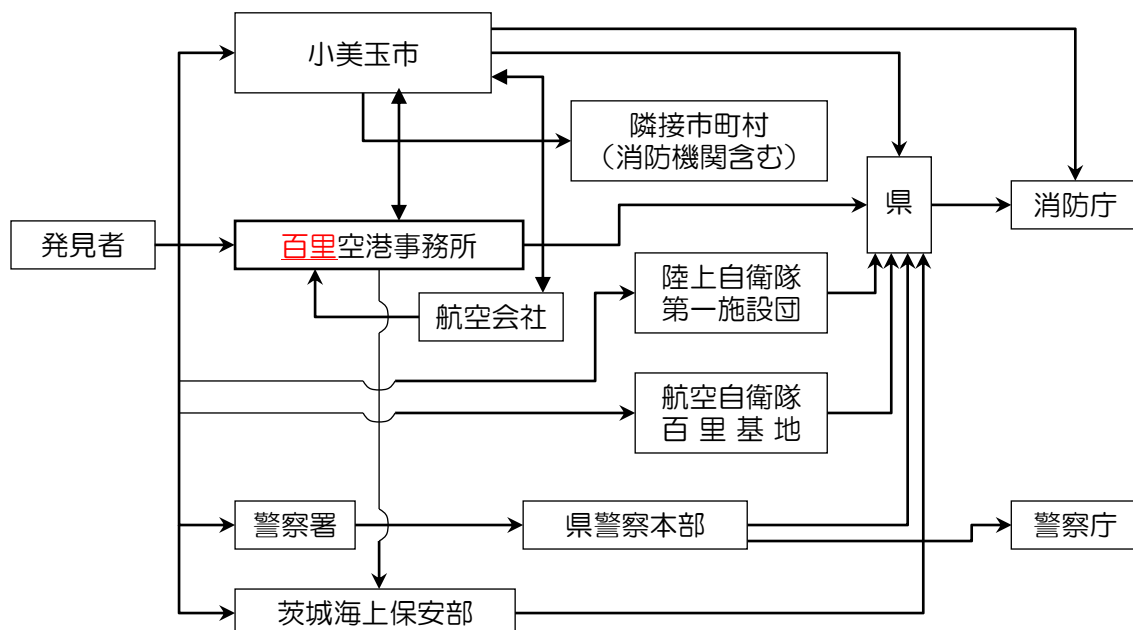 小美玉市
隣接市町村
（消防機関含む）
県
消防庁
発見者
百里空港事務所
陸上自衛隊
第一施設団
航空会社
航空自衛隊
百里基地
警察署
県警察本部
警察庁
茨城海上保安部